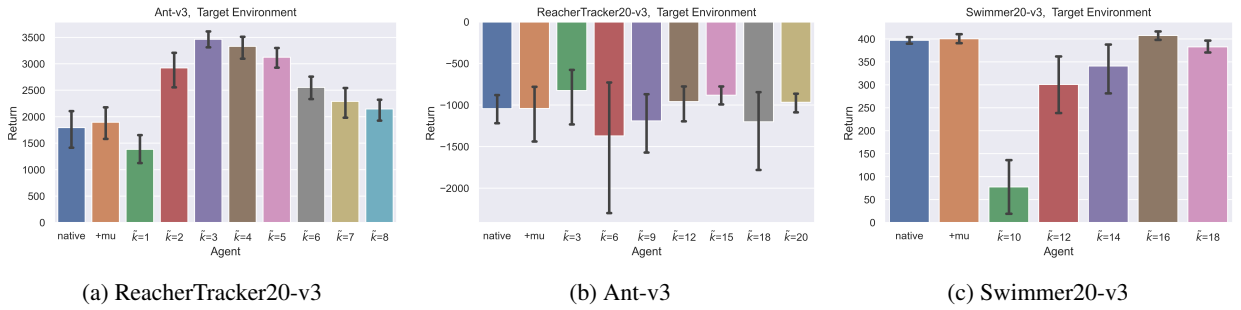 Ant-v3,  Target Environment
Return
3500
3000
2500
2000
1500
1000
500
0
native +mu k̃=1 k̃=2 k̃=3 k̃=4 k̃=5 k̃=6 k̃=7 k̃=8
Agent
(a) ReacherTracker20-v3
ReacherTracker20-v3,  Target Environment
Return
0
−500
−1000
−1500
−2000
native +mu k̃=3 k̃=6 k̃=9 k̃=12 k̃=15 k̃=18 k̃=20
Agent
(b) Ant-v3
Swimmer20-v3,  Target Environment
Return
400
350
300
250
200
150
100
50
0
native +mu k̃=10 k̃=12 k̃=14 k̃=16 k̃=18
Agent
(c) Swimmer20-v3